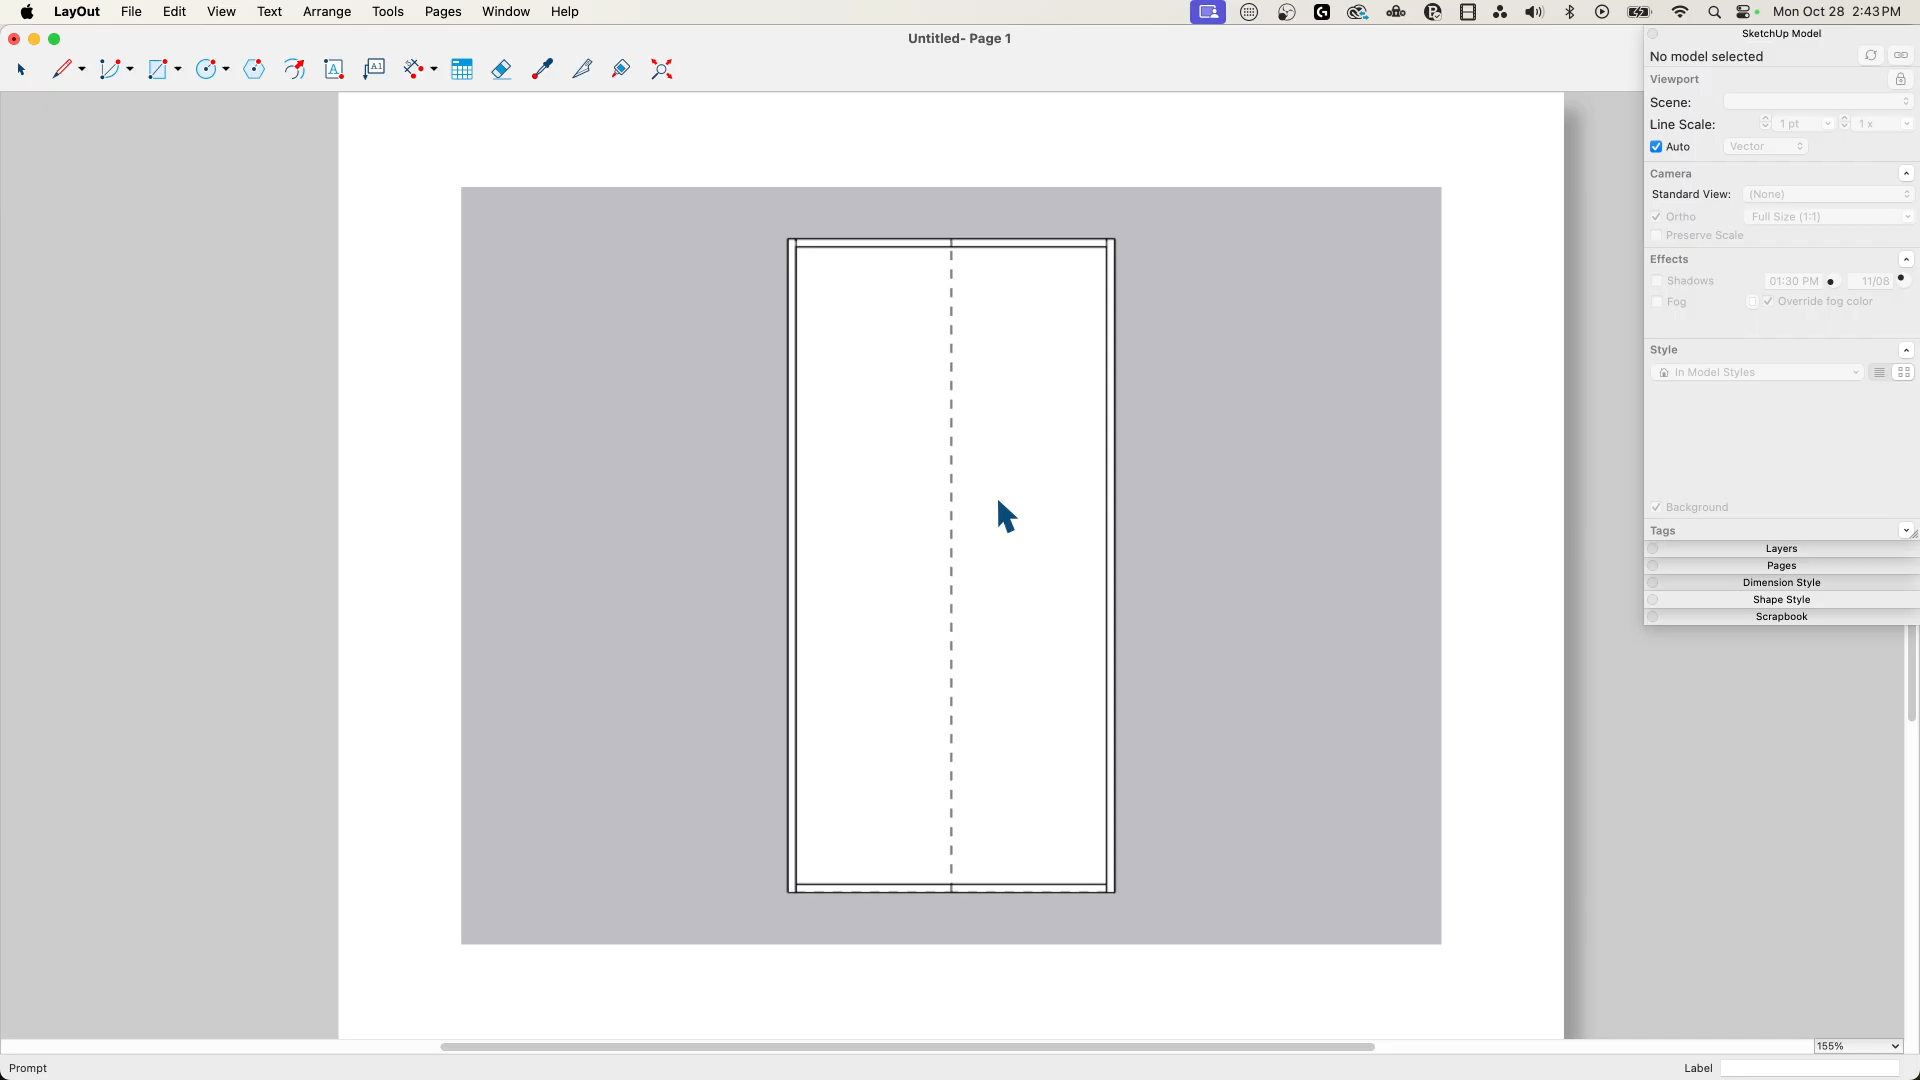 LayOut File Edit View Text Arrange Tools Pages Window Help Mon Oct 28 2:43 PM
Untitled- Page 1
SketchUp Model
No model selected
Viewport
Scene:
Line Scale: 1 pt 1 x
Auto Vector
Camera
Standard View: (None)
Ortho Full Size (1:1)
Preserve Scale
Effects
Shadows 01:30 PM 11/08
Fog Override fog color
Style
In Model Styles
Background
Tags
Layers
Pages
Dimension Style
Shape Style
Scrapbook
155%
Prompt Label